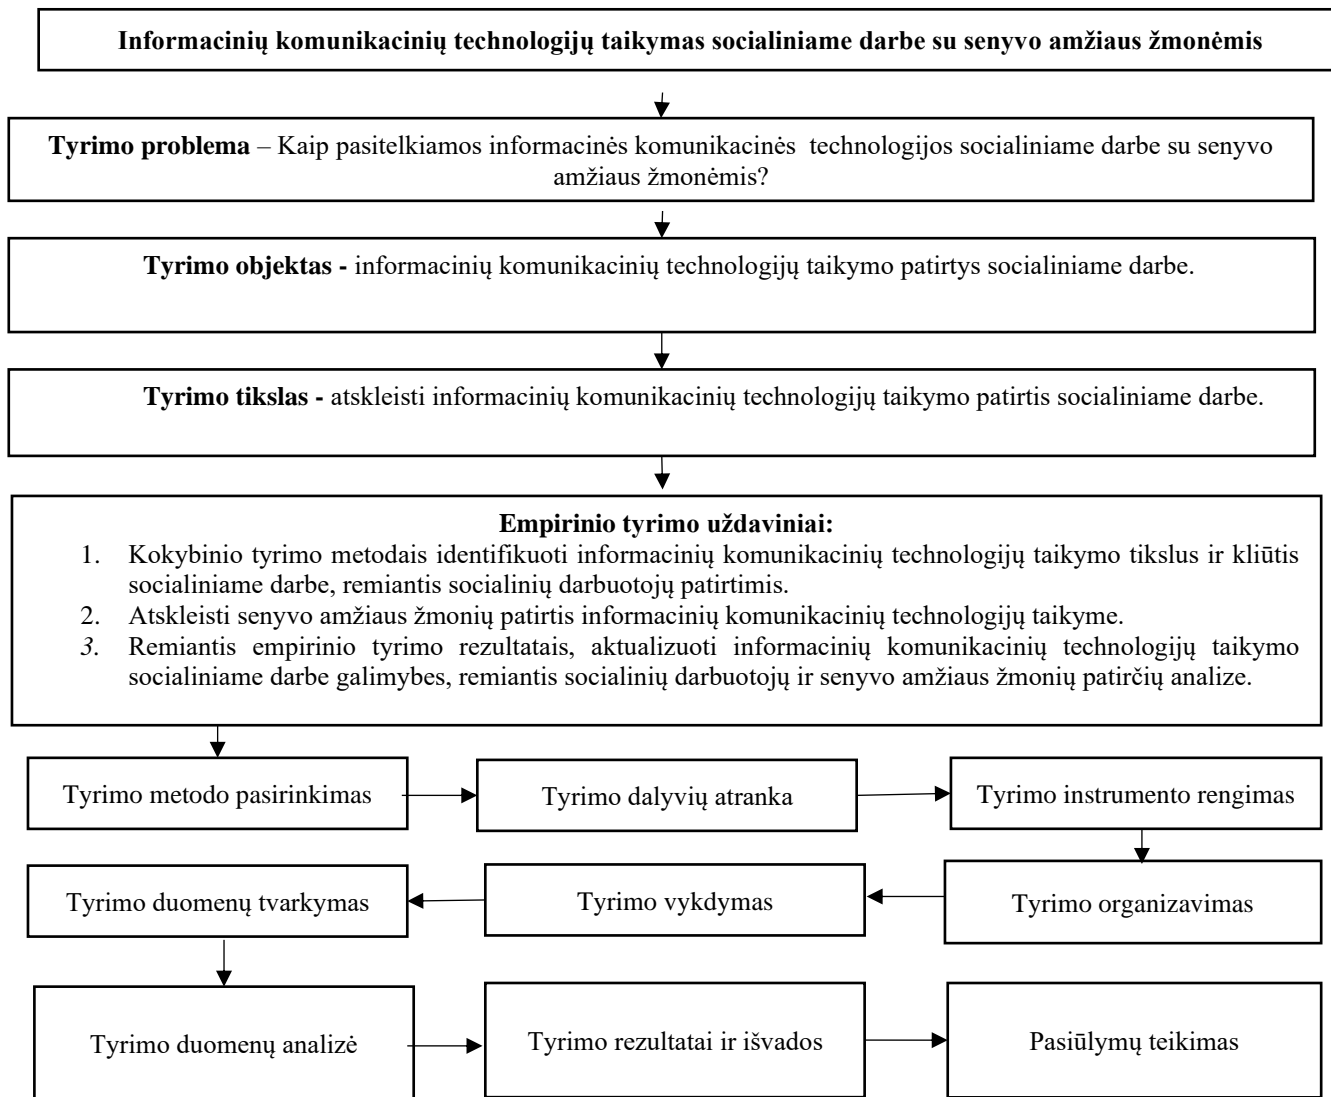 Informacinių komunikacinių technologijų taikymas socialiniame darbe su senyvo amžiaus žmonėmis
Tyrimo problema – Kaip pasitelkiamos informacinės komunikacinės technologijos socialiniame darbe su senyvo
amžiaus žmonėmis?
Tyrimo objektas - informacinių komunikacinių technologijų taikymo patirtys socialiniame darbe.
Tyrimo tikslas - atskleisti informacinių komunikacinių technologijų taikymo patirtis socialiniame darbe.
Empirinio tyrimo uždaviniai:
1. Kokybinio tyrimo metodais identifikuoti informacinių komunikacinių technologijų taikymo tikslus ir kliūtis
socialiniame darbe, remiantis socialinių darbuotojų patirtimis.
2. Atskleisti senyvo amžiaus žmonių patirtis informacinių komunikacinių technologijų taikyme.
3. Remiantis empirinio tyrimo rezultatais, aktualizuoti informacinių komunikacinių technologijų taikymo
socialiniame darbe galimybes, remiantis socialinių darbuotojų ir senyvo amžiaus žmonių patirčių analize.
Tyrimo metodo pasirinkimas
Tyrimo dalyvių atranka
Tyrimo instrumento rengimas
Tyrimo organizavimas
Tyrimo vykdymas
Tyrimo duomenų tvarkymas
Tyrimo duomenų analizė
Tyrimo rezultatai ir išvados
Pasiūlymų teikimas